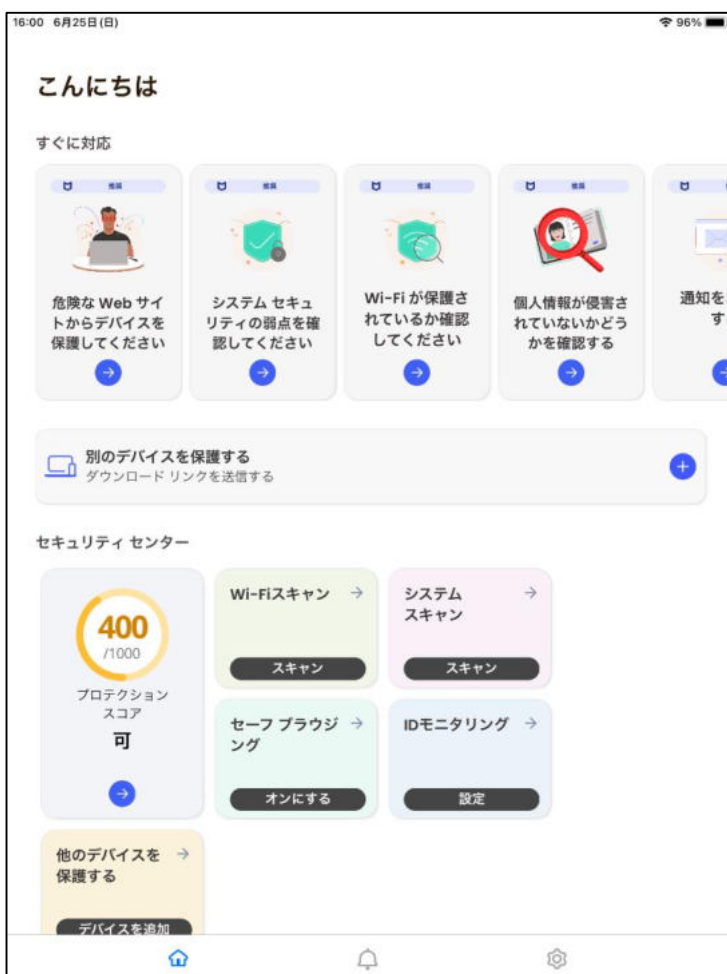 16:00 6月25日(日)
96%
こんにちは
すぐに対応
推奨
推奨
推奨
推奨
危険な Web サイ
トからデバイスを
保護してください
システム セキュ
リティの弱点を確
認してください
Wi-Fi が保護さ
れているか確認
してください
個人情報が侵害さ
れていないかどう
かを確認する
通知を
す
別のデバイスを保護する
ダウンロード リンクを送信する
セキュリティ センター
400
/1000
プロテクション
スコア
可
Wi-Fiスキャン
スキャン
システム
スキャン
スキャン
セーフ ブラウジ
ング
オンにする
IDモニタリング
設定
他のデバイスを
保護する
デバイスを追加